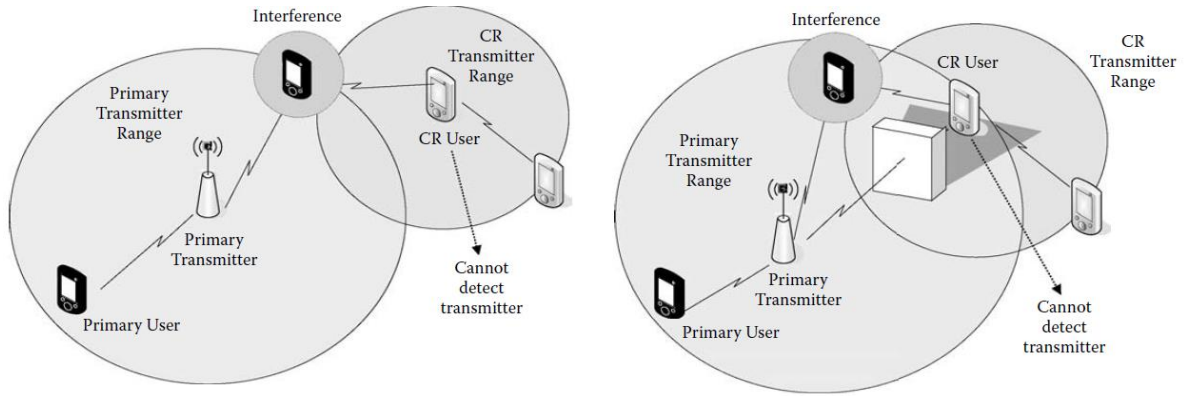 Interference
CR
Transmitter
Range
Primary
Transmitter
Range
CR User
Primary
Transmitter
Cannot
detect
transmitter
Primary User
Interference
CR
Transmitter
Range
CR User
Primary
Transmitter
Range
Primary
Transmitter
Cannot
detect
transmitter
Primary User